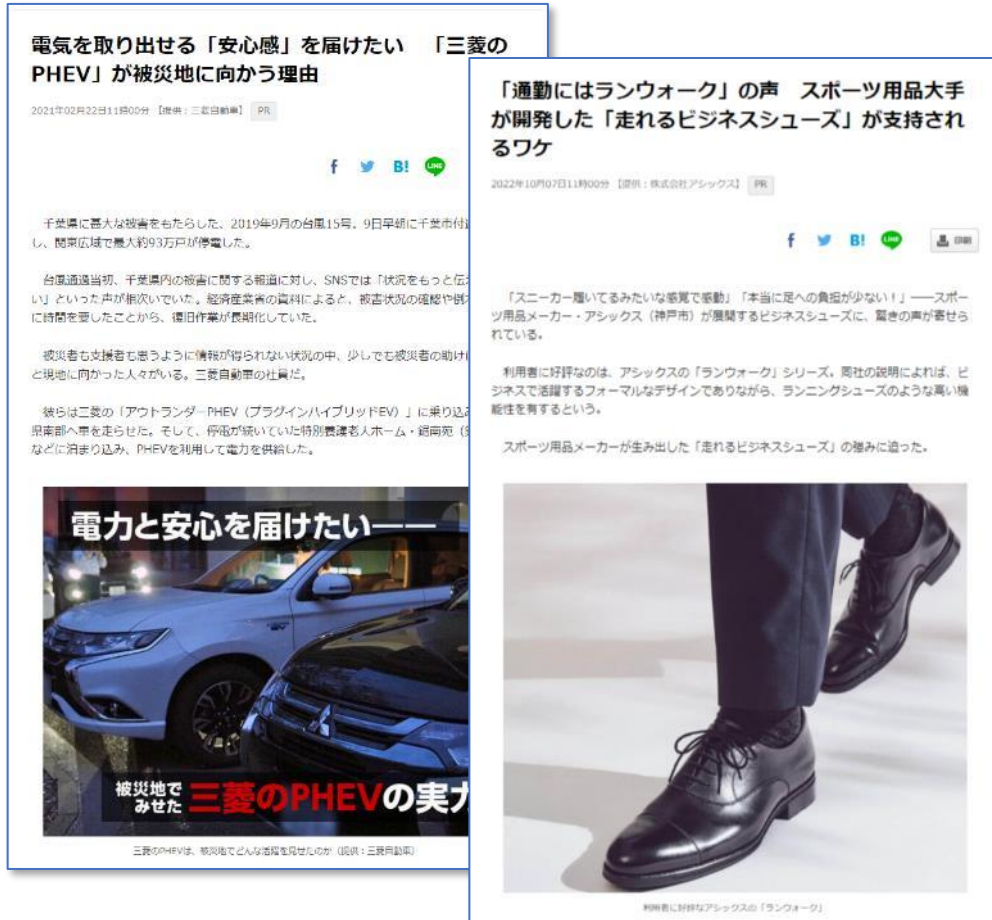 電気を取り出せる「安心感」を届けたい 「三菱の
PHEV」が被災地に向かう理由
2021年02月22日11時00分 【提供：三菱自動車】 PR
f B! LINE
千葉県に甚大な被害をもたらした、2019年9月の台風15号。9日早朝に千葉市付近
し、関東広域で最大約93万戸が停電した。
台風通過当初、千葉県内の被害に関する報道に対し、SNSでは「状況をもっと伝
い」といった声が相次いでいた。経済産業省の資料によると、被害状況の確認や倒
に時間を要したことから、復旧作業が長期化していた。
被災者も支援者も思うように情報が得られない状況の中、少しでも被災者の助け
と現地に向かった人々がいる。三菱自動車の社員だ。
彼らは三菱の「アウトランダーPHEV（プラグインハイブリッドEV）」に乗り込み
県南部へ車を走らせた。そして、停電が続いていた特別養護老人ホーム・鋸南苑
などに泊まり込み、PHEVを利用して電力を供給した。
電力と安心を届けたい――
被災地で
みせた 三菱のPHEVの実力
三菱のPHEVは、被災地でどんな活躍を見せたのか（提供：三菱自動車）
「通勤にはランウォーク」の声 スポーツ用品大手
が開発した「走れるビジネスシューズ」が支持され
るワケ
2022年10月07日11時00分 【提供：株式会社アシックス】 PR
f B! LINE 印刷
「スニーカー履いてるみたいな感覚で感動」「本当に足への負担が少ない！」――スポー
ツ用品メーカー・アシックス（神戸市）が展開するビジネスシューズに、驚きの声が寄せら
れている。
利用者に好評なのは、アシックスの「ランウォーク」シリーズ。同社の説明によれば、ビ
ジネスで活躍するフォーマルなデザインでありながら、ランニングシューズのような高い機
能性を有するという。
スポーツ用品メーカーが生み出した「走れるビジネスシューズ」の強みに迫った。
利用者に好評なアシックスの「ランウォーク」